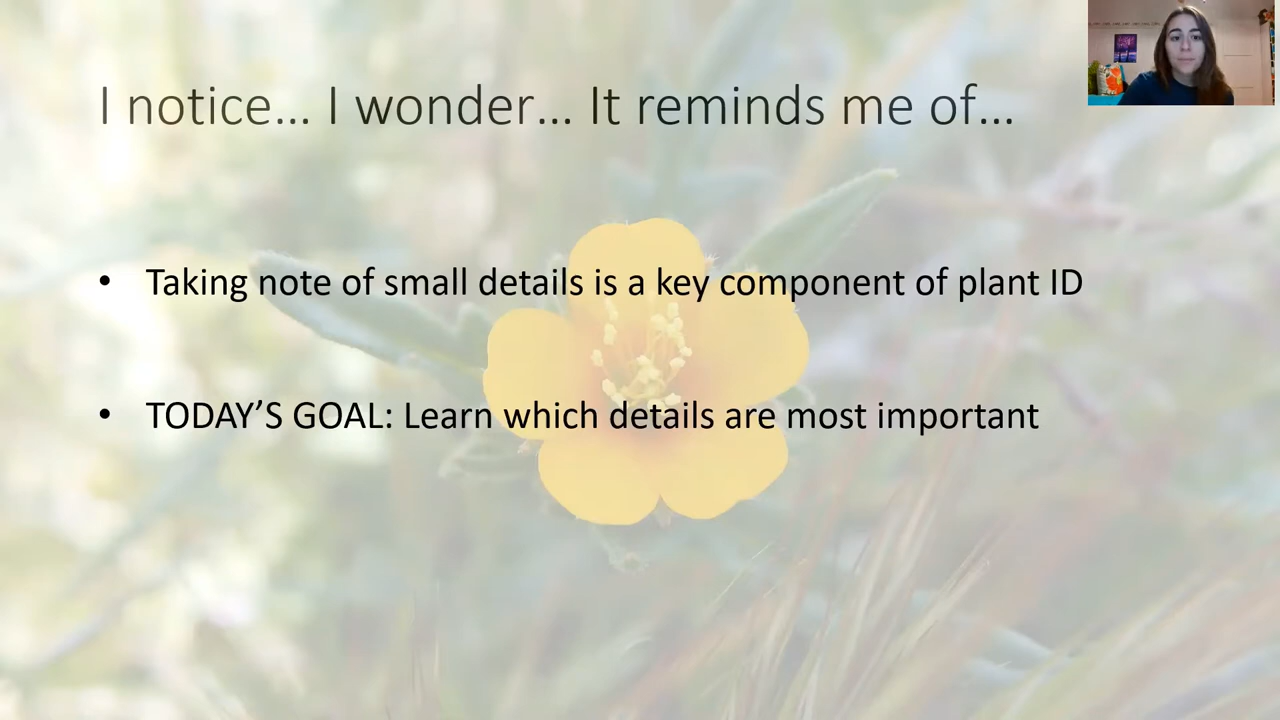 I notice… I wonder… It reminds me of…
• Taking note of small details is a key component of plant ID
• TODAY’S GOAL: Learn which details are most important